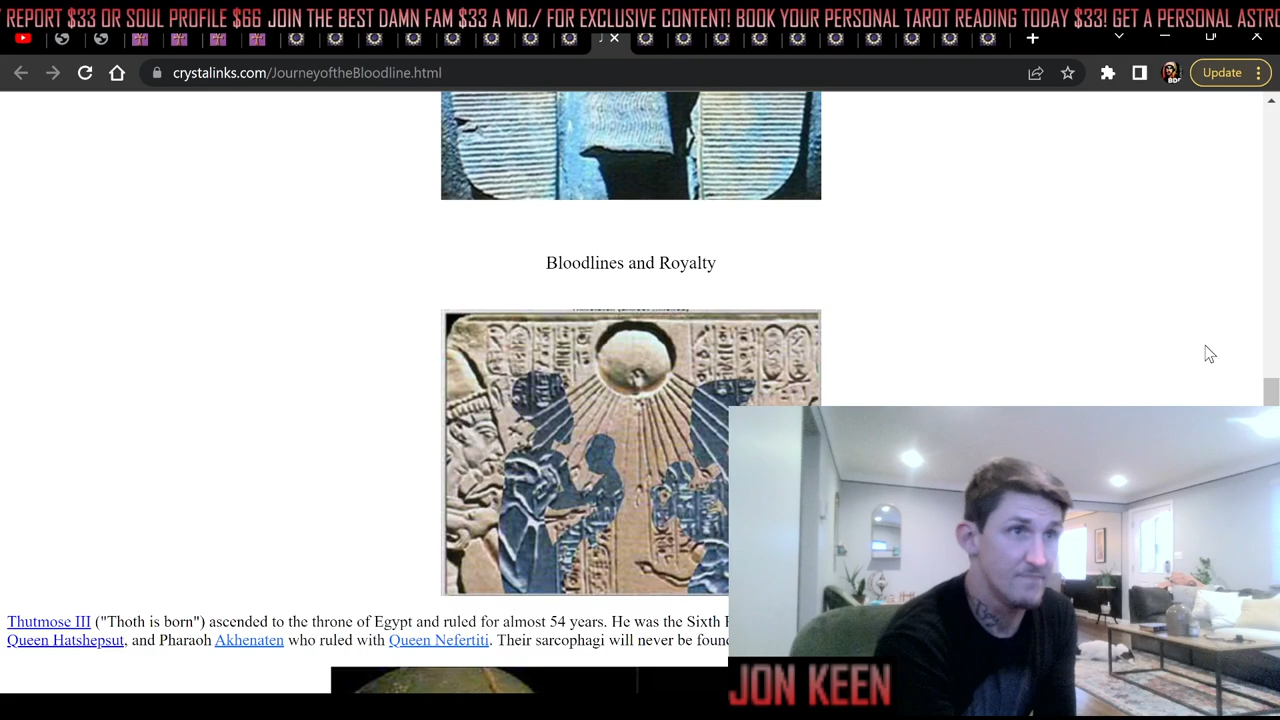 REPORT $33 OR SOUL PROFILE $66 JOIN THE BEST DAMN FAM $33 A MO./ FOR EXCLUSIVE CONTENT! BOOK YOUR PERSONAL TAROT READING TODAY $33! GET A PERSONAL ASTRO
crystalinks.com/JourneyoftheBloodline.html
Update
Bloodlines and Royalty
Thutmose III ("Thoth is born") ascended to the throne of Egypt and ruled for almost 54 years. He was the Sixth
Queen Hatshepsut, and Pharaoh Akhenaten who ruled with Queen Nefertiti. Their sarcophagi will never be foun
JON KEEN